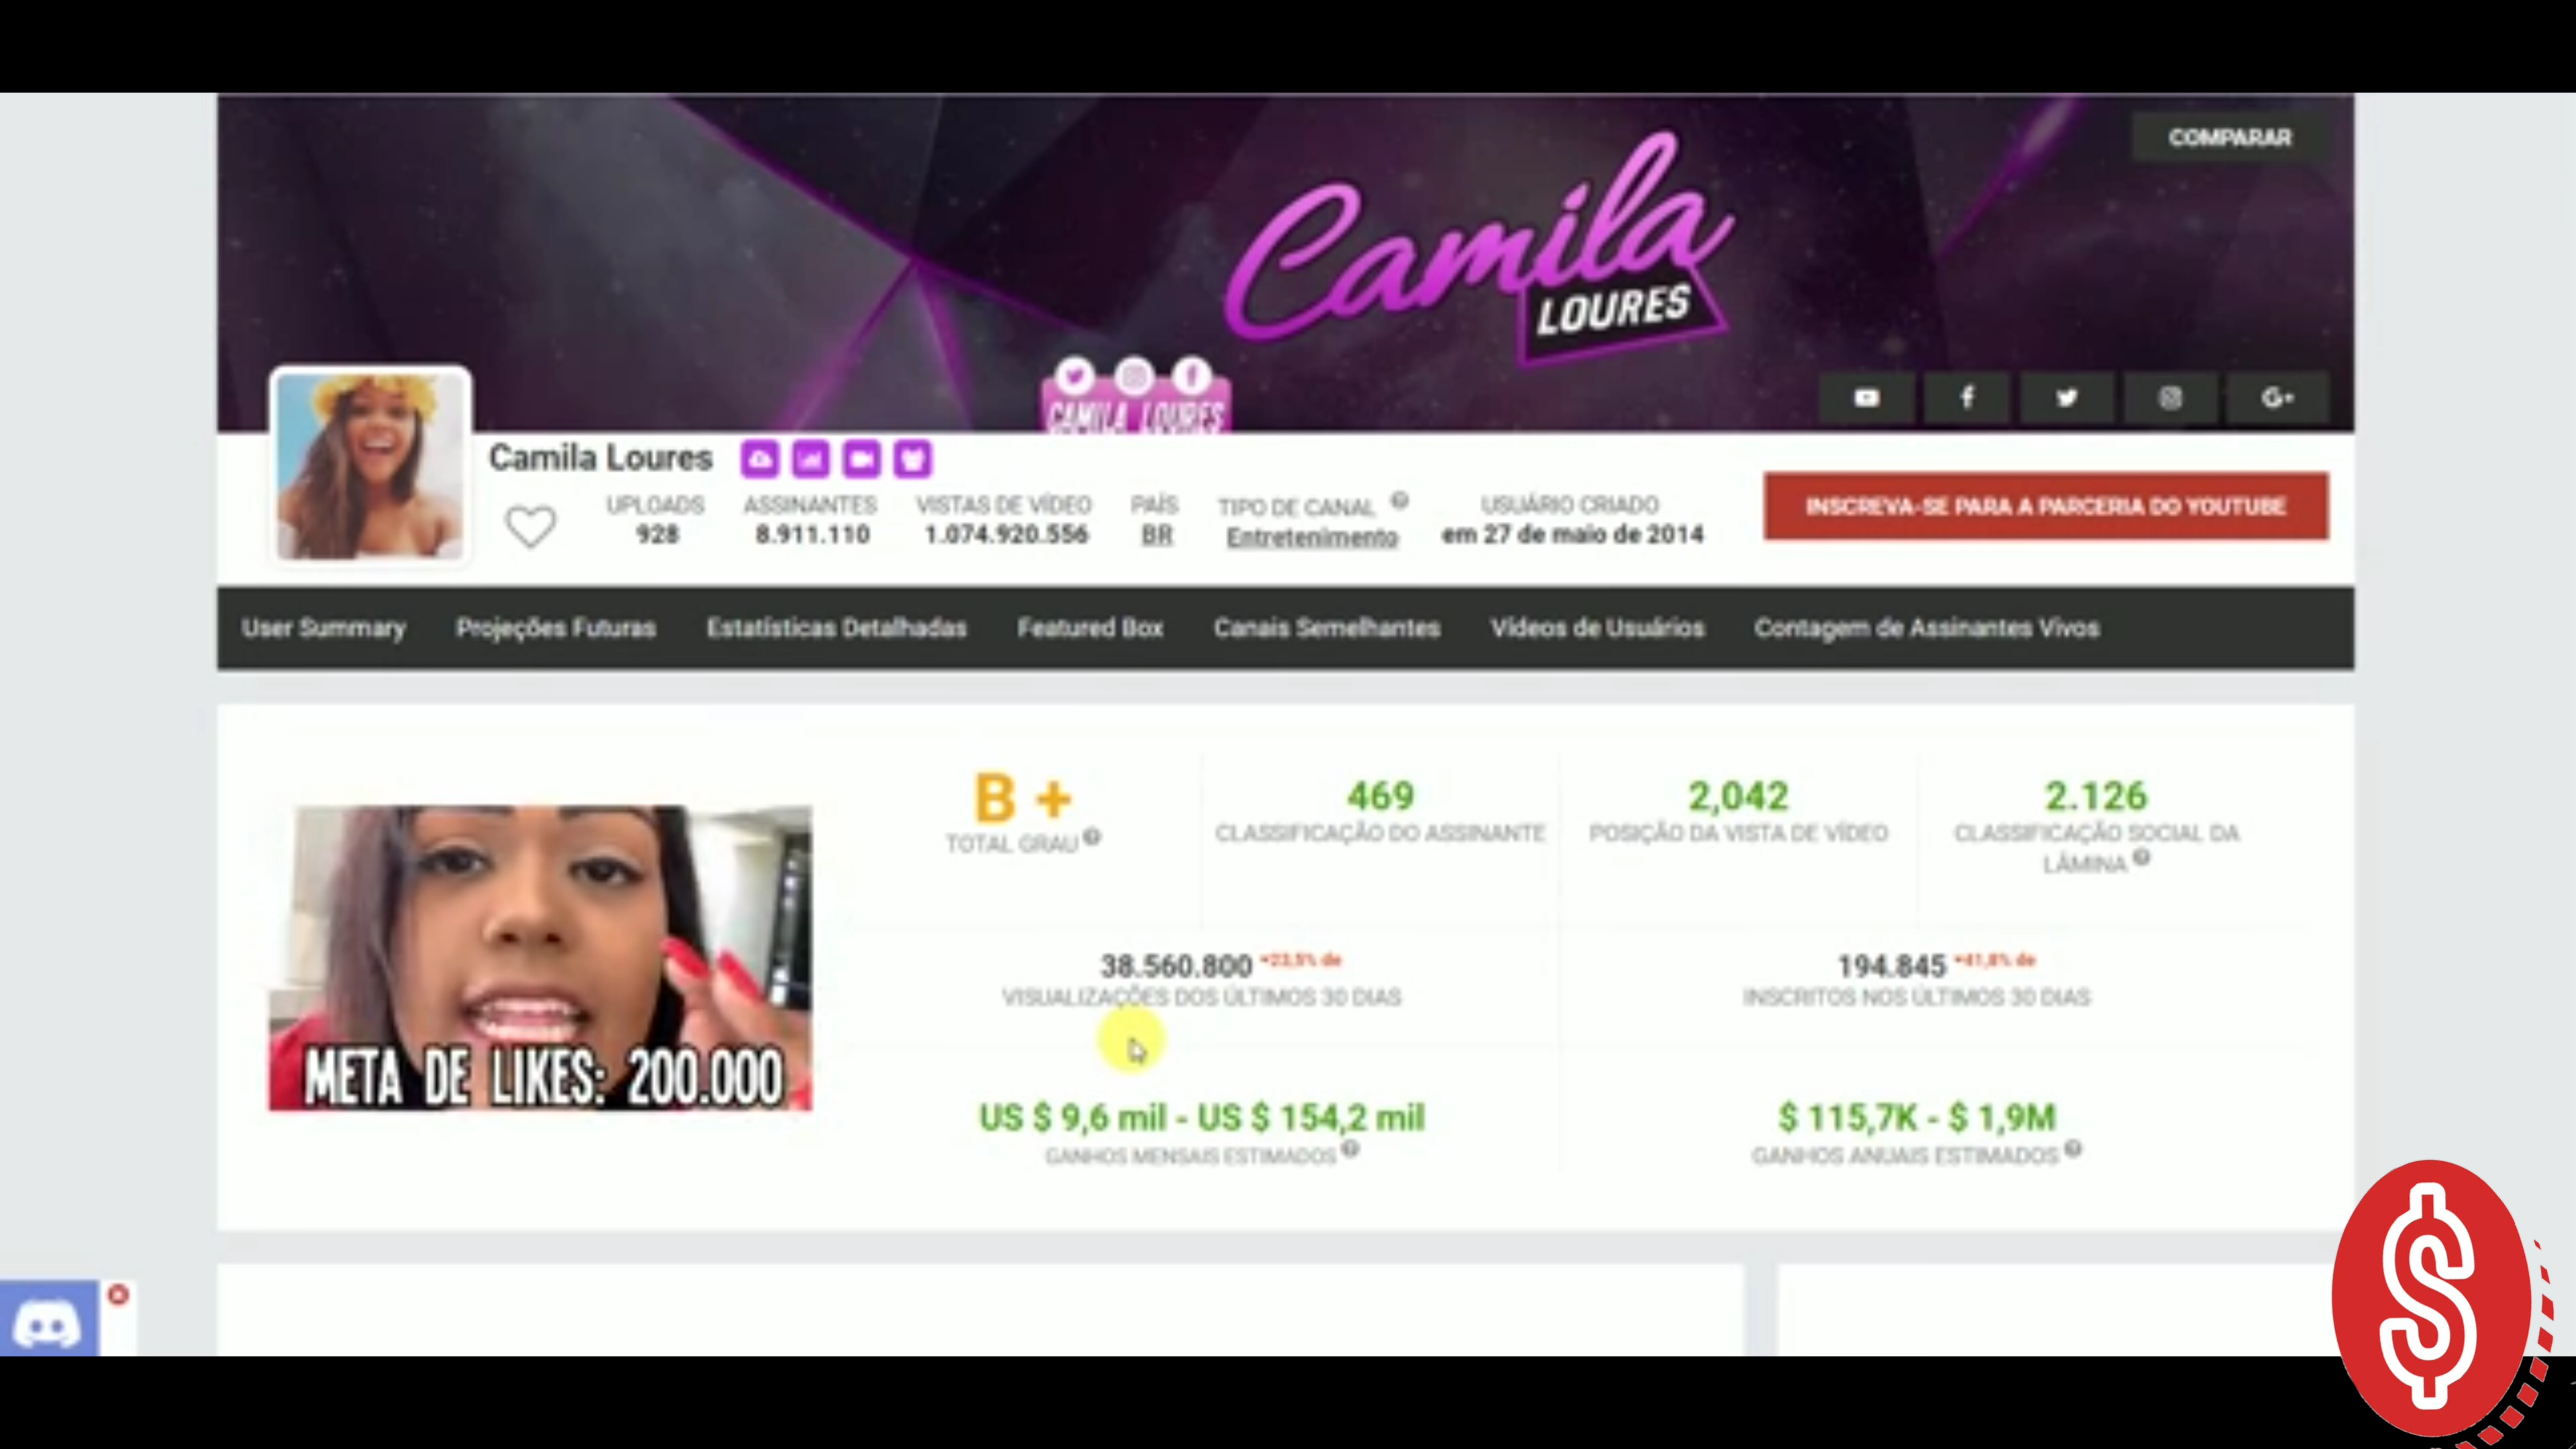 COMPARAR
Camila
LOURES
CAMILA LOURES
Camila Loures
UPLOADS ASSINANTES VISTAS DE VÍDEO PAÍS TIPO DE CANAL USUÁRIO CRIADO
928 8.911.110 1.074.920.556 BR Entretenimento em 27 de maio de 2014
INSCREVA-SE PARA A PARCERIA DO YOUTUBE
User Summary Projeções Futuras Estatísticas Detalhadas Featured Box Canais Semelhantes Vídeos de Usuários Contagem de Assinantes Vivos
META DE LIKES: 200.000
B + 469 2,042 2.126
TOTAL GRAU CLASSIFICAÇÃO DO ASSINANTE POSIÇÃO DA VISTA DE VÍDEO CLASSIFICAÇÃO SOCIAL DA
LÂMINA
38.560.800 194.845
VISUALIZAÇÕES DOS ÚLTIMOS 30 DIAS INSCRITOS NOS ÚLTIMOS 30 DIAS
US $ 9,6 mil - US $ 154,2 mil $ 115,7K - $ 1,9M
GANHOS MENSAIS ESTIMADOS GANHOS ANUAIS ESTIMADOS